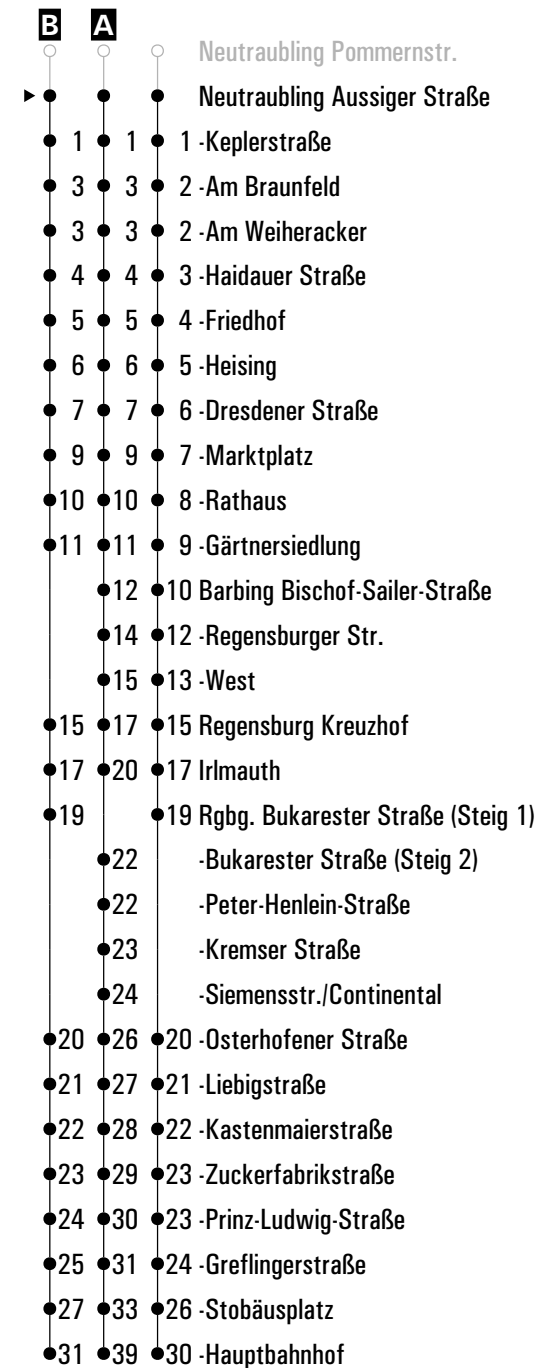 B A
Neutraubling Pommernstr.
Neutraubling Aussiger Straße
1 1 1 -Keplerstraße
3 3 2 -Am Braunfeld
3 3 2 -Am Weiheracker
4 4 3 -Haidauer Straße
5 5 4 -Friedhof
6 6 5 -Heising
7 7 6 -Dresdener Straße
9 9 7 -Marktplatz
10 10 8 -Rathaus
11 11 9 -Gärtnersiedlung
12 10 Barbing Bischof-Sailer-Straße
14 12 -Regensburger Str.
15 13 -West
15 17 15 Regensburg Kreuzhof
17 20 17 Irlmauth
19 19 Rgbg. Bukarester Straße (Steig 1)
22 -Bukarester Straße (Steig 2)
22 -Peter-Henlein-Straße
23 -Kremser Straße
24 -Siemensstr./Continental
20 26 20 -Osterhofener Straße
21 27 21 -Liebigstraße
22 28 22 -Kastenmaierstraße
23 29 23 -Zuckerfabrikstraße
24 30 23 -Prinz-Ludwig-Straße
25 31 24 -Greflingerstraße
27 33 26 -Stobäusplatz
31 39 30 -Hauptbahnhof